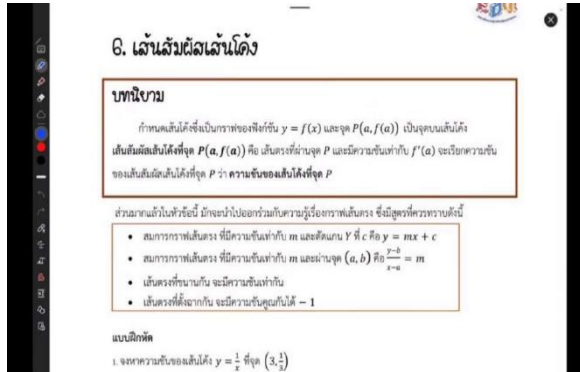 6. เส้นสัมผัสเส้นโค้ง
บทนิยาม
กำหนดเส้นโค้งซึ่งเป็นกราฟของฟังก์ชัน y = f(x) และจุด P(a, f(a)) เป็นจุดบนเส้นโค้ง
เส้นสัมผัสเส้นโค้งที่จุด P(a, f(a)) คือ เส้นตรงที่ผ่านจุด P และมีความชันเท่ากับ f'(a) จะเรียกความชัน
ของเส้นสัมผัสเส้นโค้งที่จุด P ว่า ความชันของเส้นโค้งที่จุด P
ส่วนมากแล้วในหัวข้อนี้ มักจะนำไปออกร่วมกับความรู้เรื่องกราฟเส้นตรง ซึ่งมีสูตรที่ควรทราบดังนี้
• สมการกราฟเส้นตรง ที่มีความชันเท่ากับ m และตัดแกน Y ที่ c คือ y = mx + c
• สมการกราฟเส้นตรง ที่มีความชันเท่ากับ m และผ่านจุด (a, b) คือ \frac{y-b}{x-a} = m
• เส้นตรงที่ขนานกัน จะมีความชันเท่ากัน
• เส้นตรงที่ตั้งฉากกัน จะมีความชันคูณกันได้ − 1
แบบฝึกหัด
1. จงหาความชันของเส้นโค้ง y = \frac{1}{x} ที่จุด (3, \frac{1}{3})